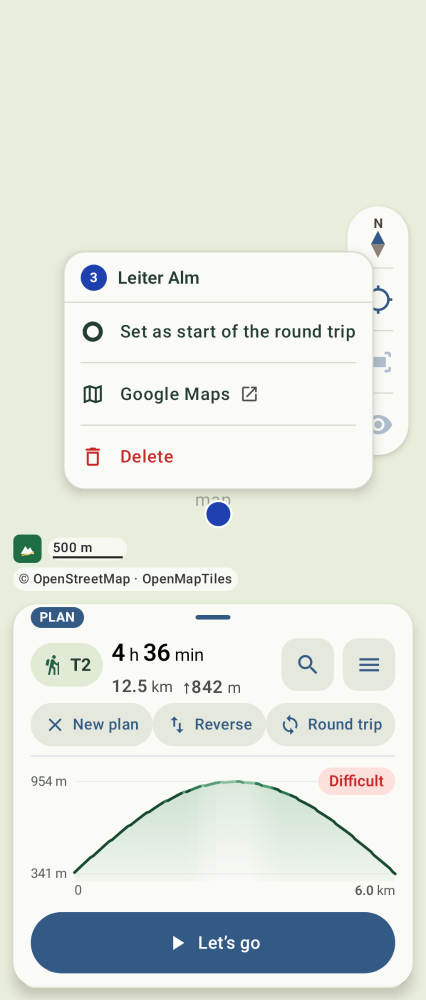 N
3 Leiter Alm
Set as start of the round trip
Google Maps
Delete
map
500 m
© OpenStreetMap · OpenMapTiles
PLAN
T2
4 h 36 min
12.5 km ↑842 m
New plan
Reverse
Round trip
954 m
Difficult
341 m
0
6.0 km
Let’s go